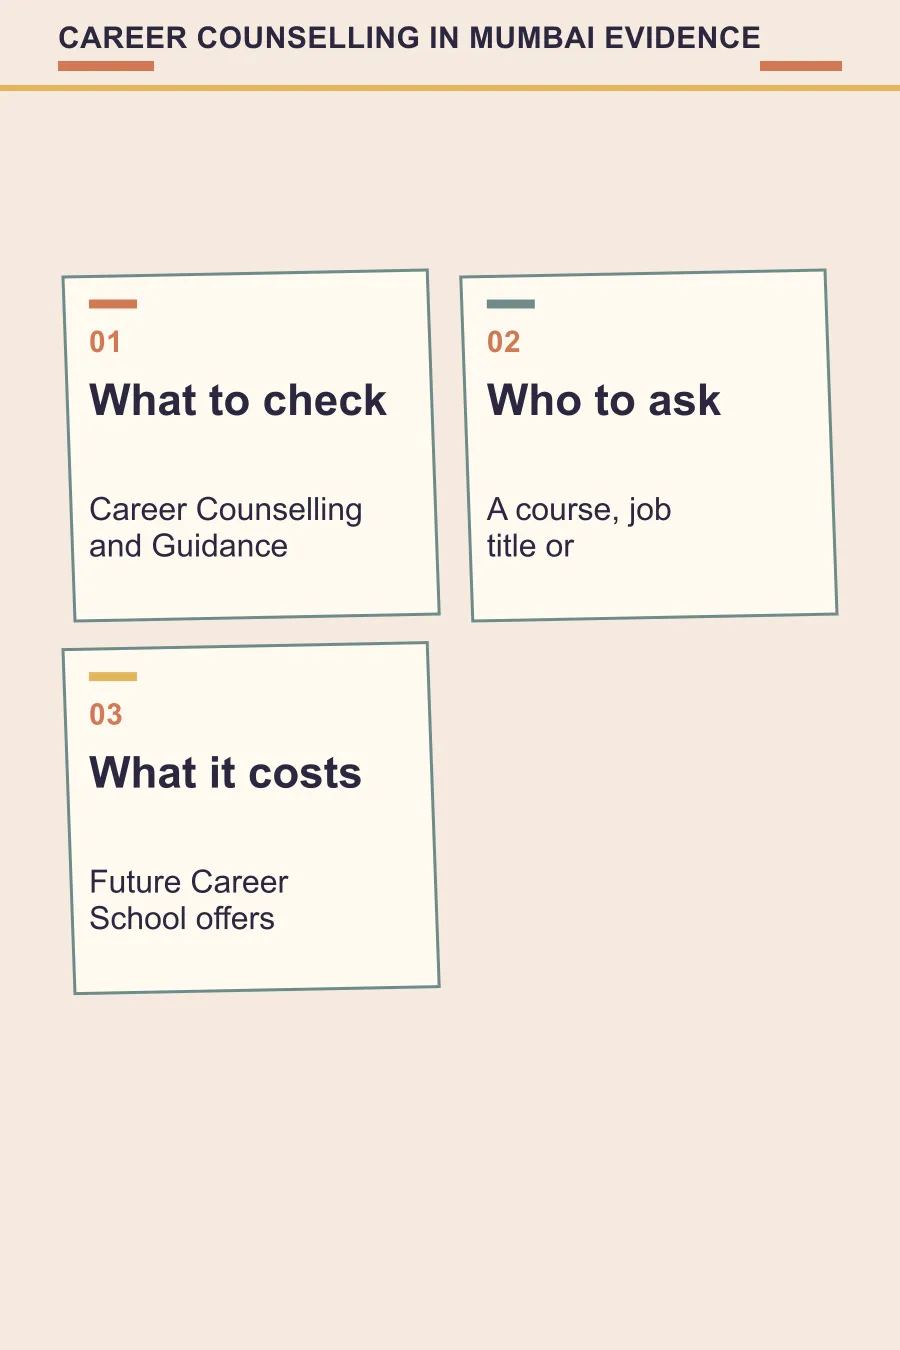 CAREER COUNSELLING IN MUMBAI EVIDENCE
01
What to check
Career Counselling
and Guidance
02
Who to ask
A course, job
title or
03
What it costs
Future Career
School offers